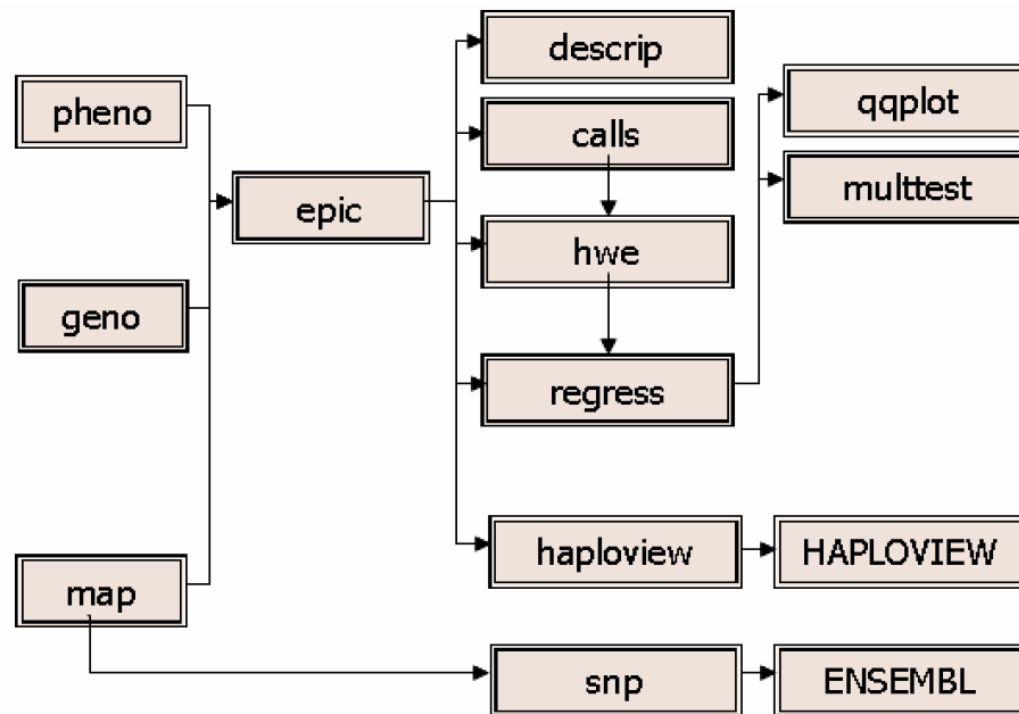 pheno
geno
map
epic
descrip
calls
hwe
regress
haploview
snp
qqplot
multtest
HAPLOVIEW
ENSEMBL